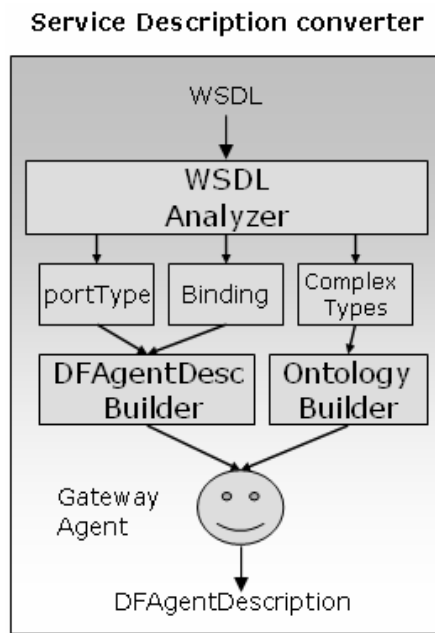 Service Description converter
WSDL
WSDL
Analyzer
portType
Binding
Complex
Types
DFAgentDesc
Builder
Ontology
Builder
Gateway
Agent
DFAgentDescription